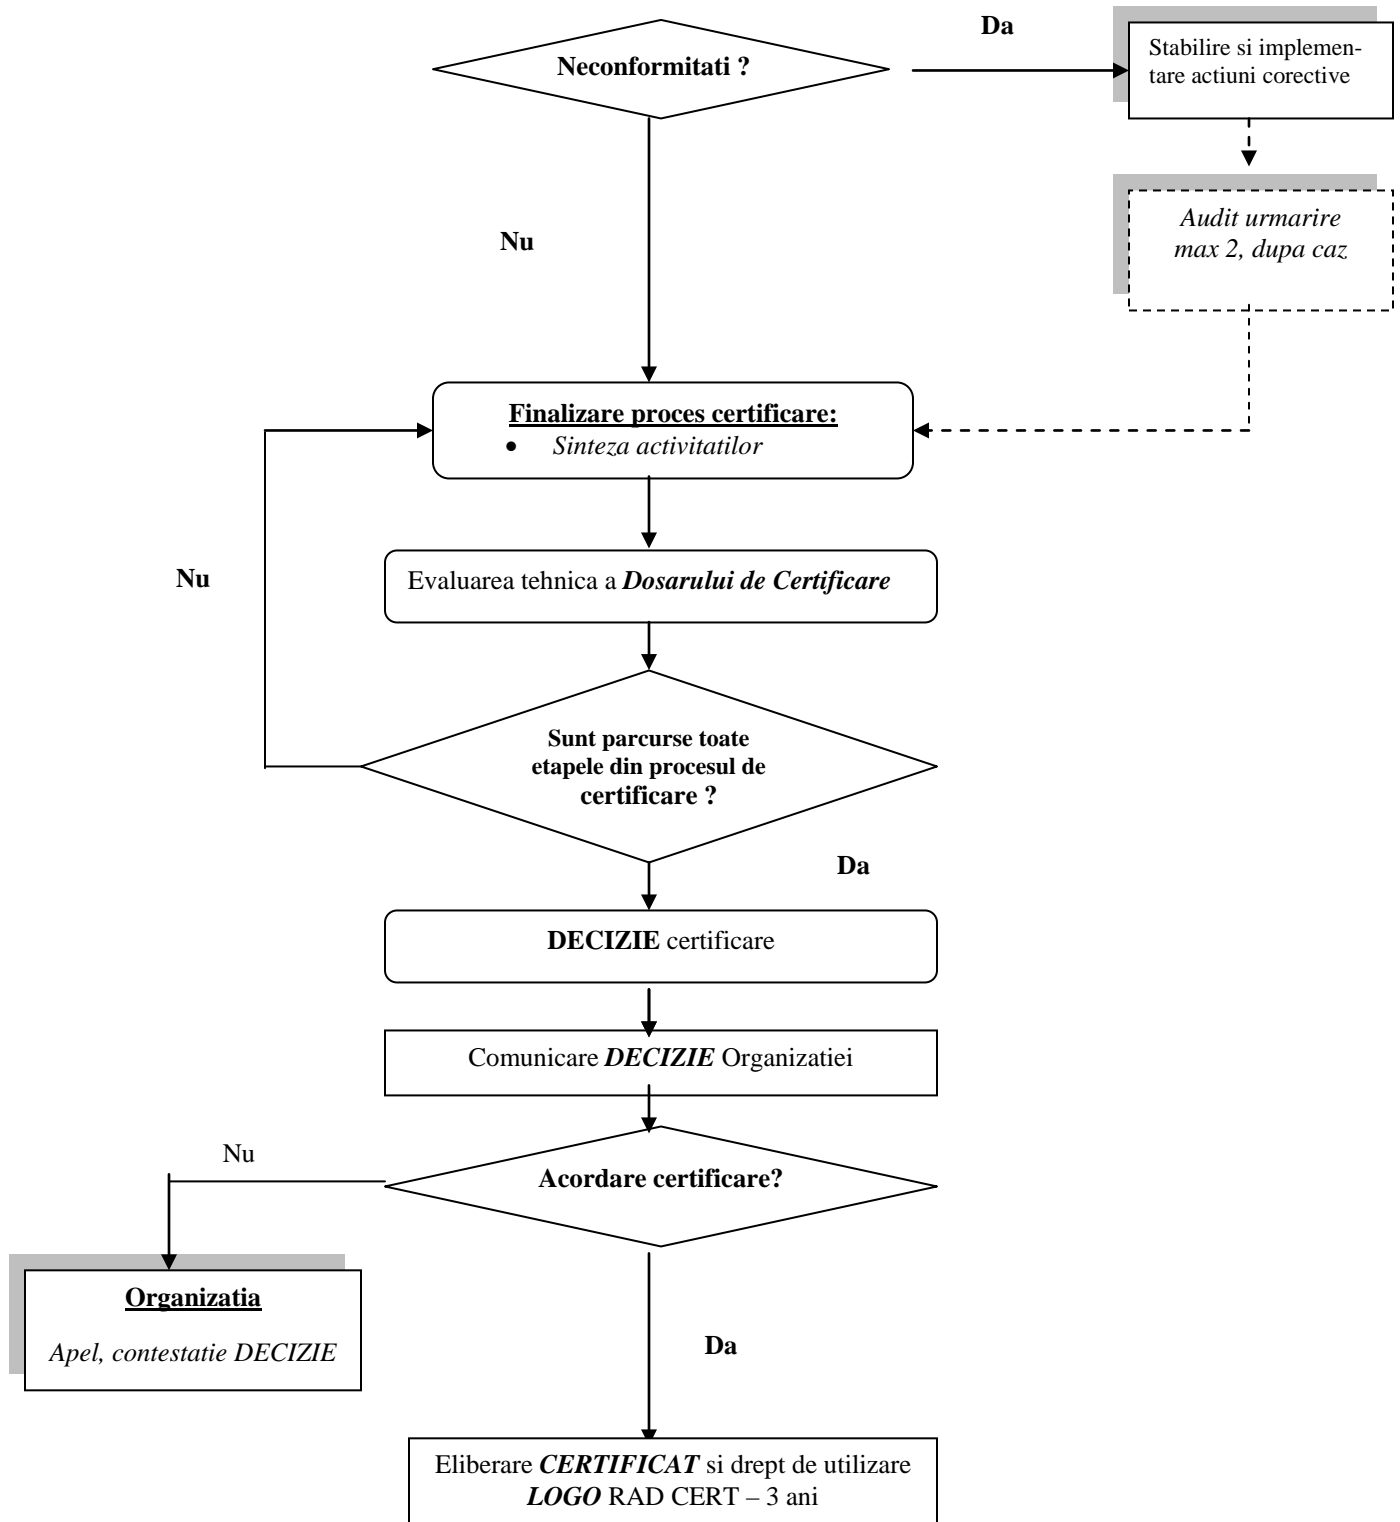 Da
Neconformitati ?
Stabilire si implemen-
tare actiuni corective
Nu
Audit urmarire
max 2, dupa caz
Finalizare proces certificare:
• Sinteza activitatilor
Nu
Evaluarea tehnica a Dosarului de Certificare
Sunt parcurse toate
etapele din procesul de
certificare ?
Da
DECIZIE certificare
Comunicare DECIZIE Organizatiei
Nu
Acordare certificare?
Organizatia
Apel, contestatie DECIZIE
Da
Eliberare CERTIFICAT si drept de utilizare
LOGO RAD CERT – 3 ani